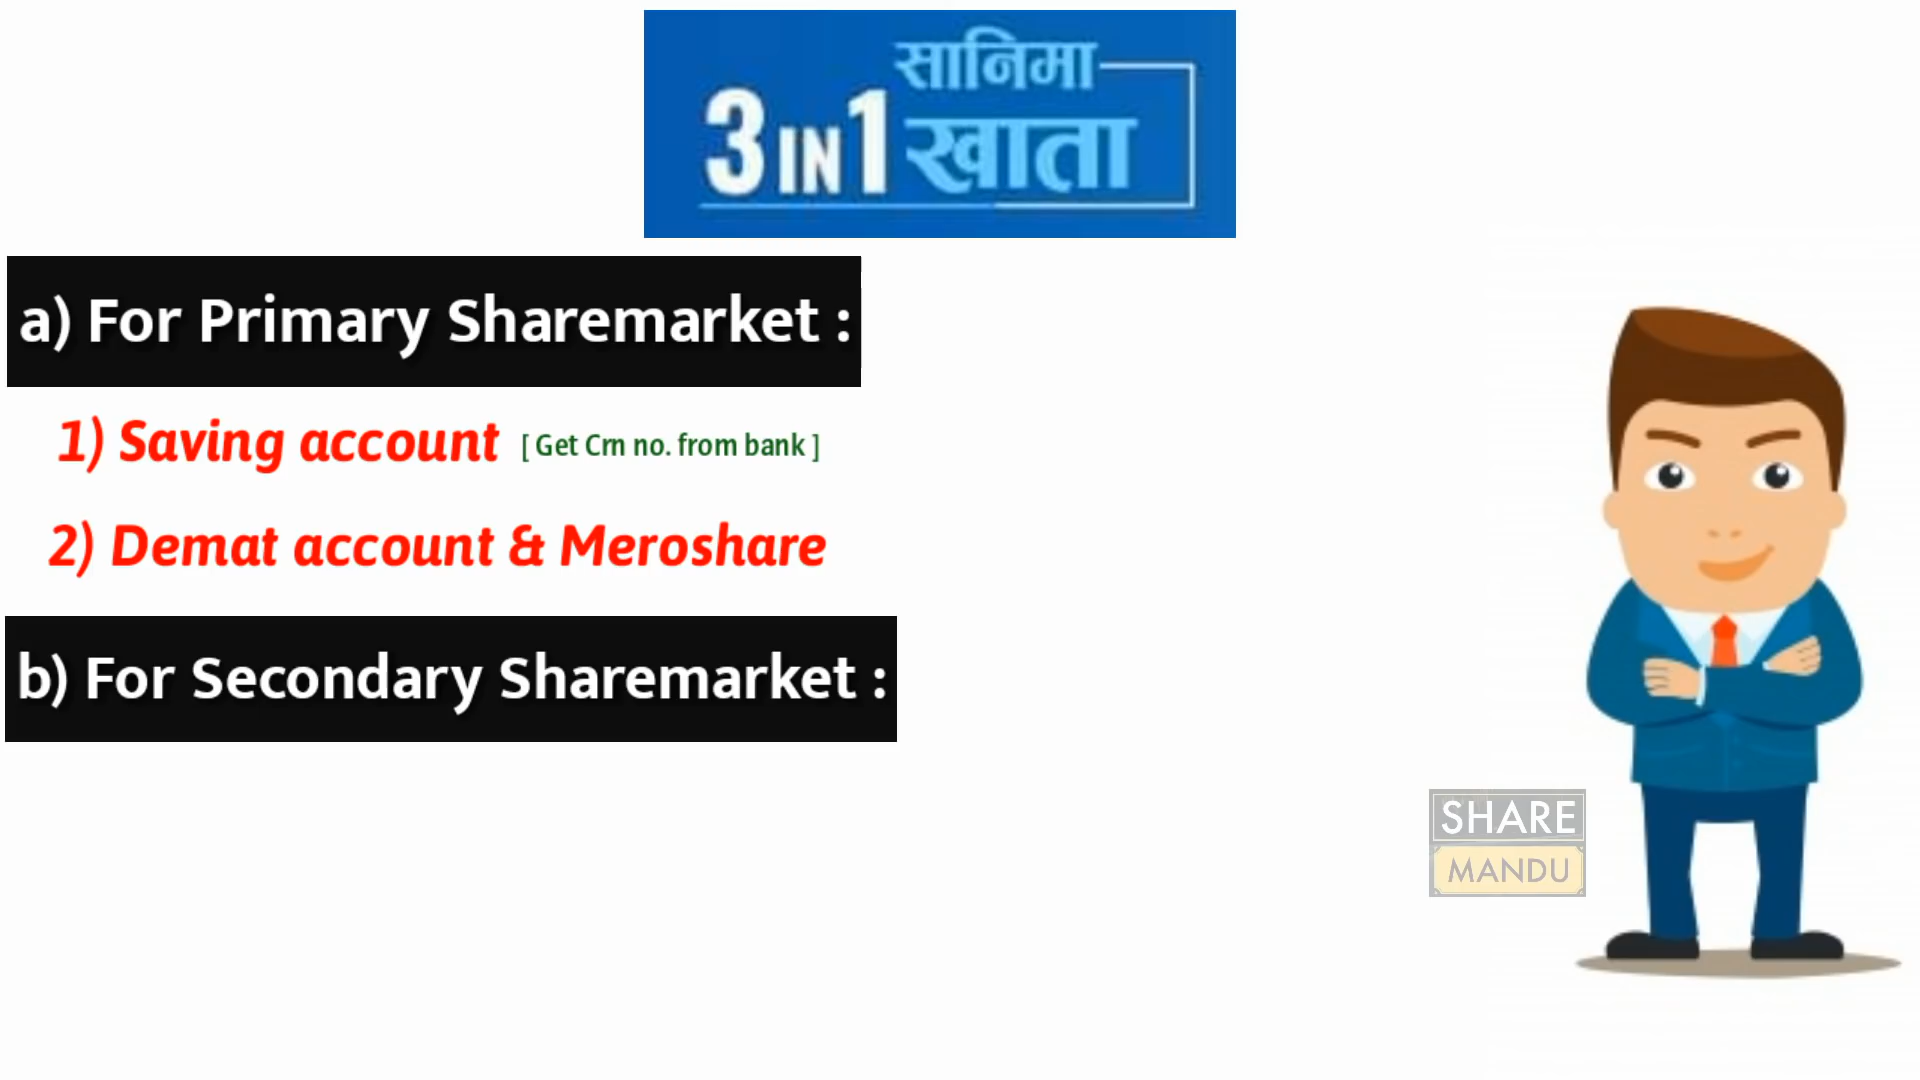 सानिमा
3 IN 1 खाता
a) For Primary Sharemarket :
1) Saving account [ Get Crn no. from bank ]
2) Demat account & Meroshare
b) For Secondary Sharemarket :
SHARE
MANDU